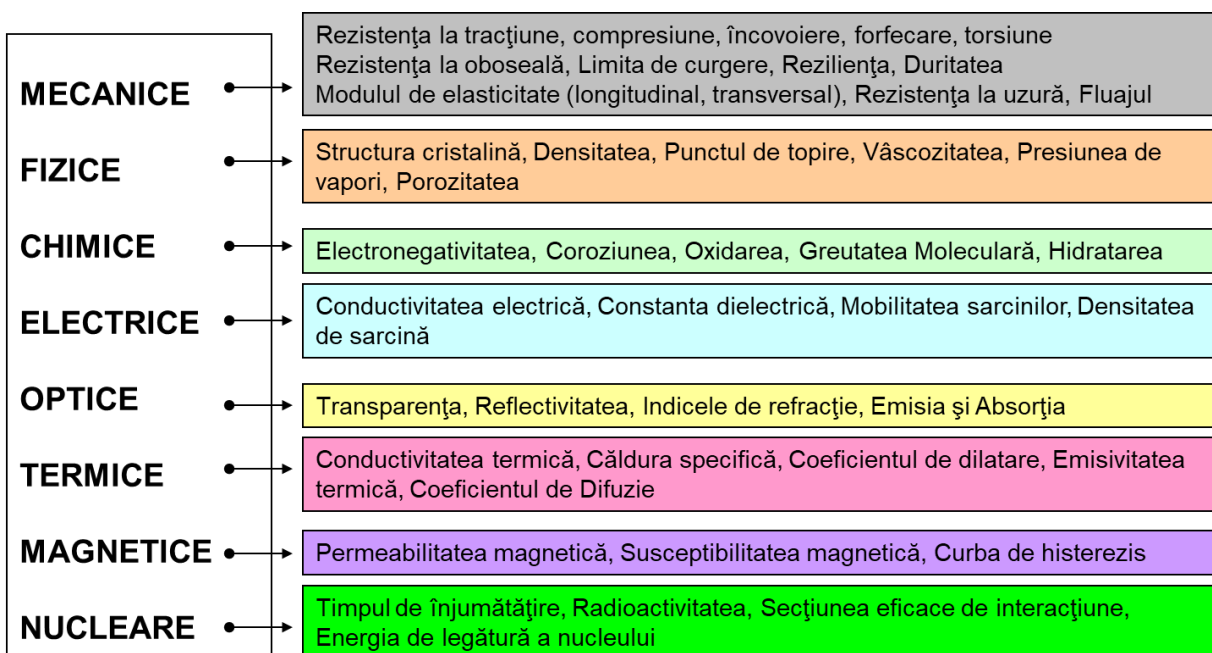 MECANICE
Rezistenţa la tracţiune, compresiune, încovoiere, forfecare, torsiune
Rezistenţa la oboseală, Limita de curgere, Rezilienţa, Duritatea
Modulul de elasticitate (longitudinal, transversal), Rezistenţa la uzură, Fluajul
FIZICE
Structura cristalină, Densitatea, Punctul de topire, Vâscozitatea, Presiunea de
vapori, Porozitatea
CHIMICE
Electronegativitatea, Coroziunea, Oxidarea, Greutatea Moleculară, Hidratarea
ELECTRICE
Conductivitatea electrică, Constanta dielectrică, Mobilitatea sarcinilor, Densitatea
de sarcină
OPTICE
Transparenţa, Reflectivitatea, Indicele de refracţie, Emisia şi Absorţia
TERMICE
Conductivitatea termică, Căldura specifică, Coeficientul de dilatare, Emisivitatea
termică, Coeficientul de Difuzie
MAGNETICE
Permeabilitatea magnetică, Susceptibilitatea magnetică, Curba de histerezis
NUCLEARE
Timpul de înjumătăţire, Radioactivitatea, Secţiunea eficace de interacţiune,
Energia de legătură a nucleului